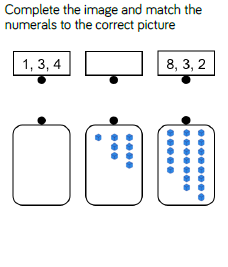 Complete the image and match the
numerals to the correct picture
1, 3, 4
8, 3, 2